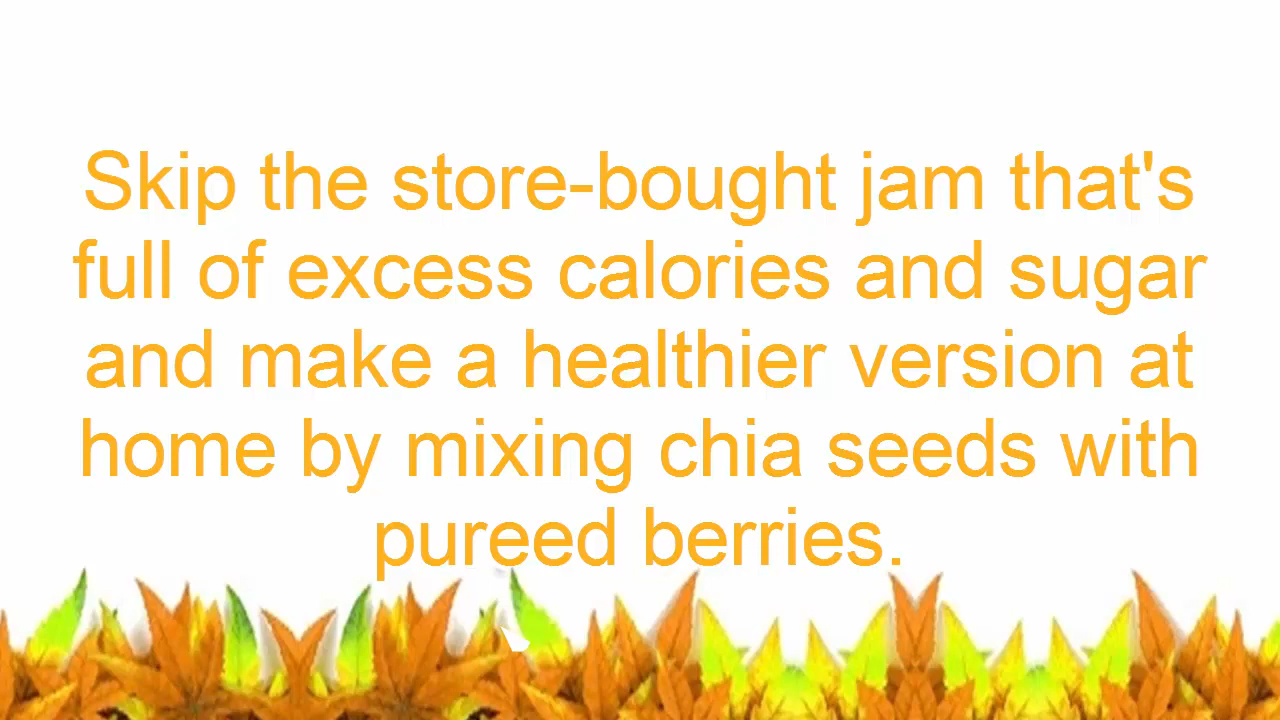 Skip the store-bought jam that's
full of excess calories and sugar
and make a healthier version at
home by mixing chia seeds with
pureed berries.